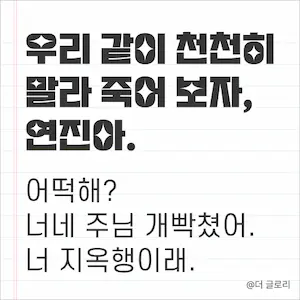 우리 같이 천천히
말라 죽어 보자,
연진아.
어떡해?
너네 주님 개빡쳤어.
너 지옥행이래.
@더 글로리